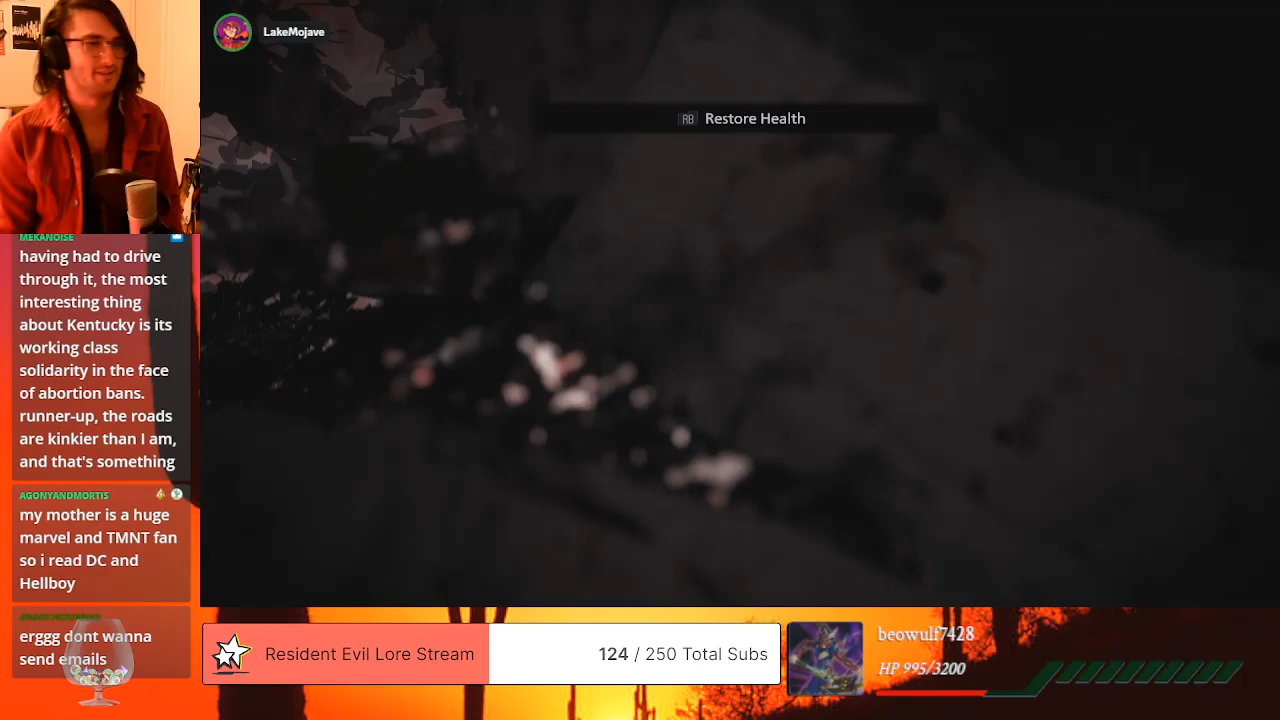 LakeMojave
RB Restore Health
MEKANOISE
having had to drive
through it, the most
interesting thing
about Kentucky is its
working class
solidarity in the face
of abortion bans.
runner-up, the roads
are kinkier than I am,
and that's something
AGONYANDMORTIS
my mother is a huge
marvel and TMNT fan
so i read DC and
Hellboy
erggg dont wanna
send emails
Resident Evil Lore Stream
124 / 250 Total Subs
beowulf7428
HP 995/3200